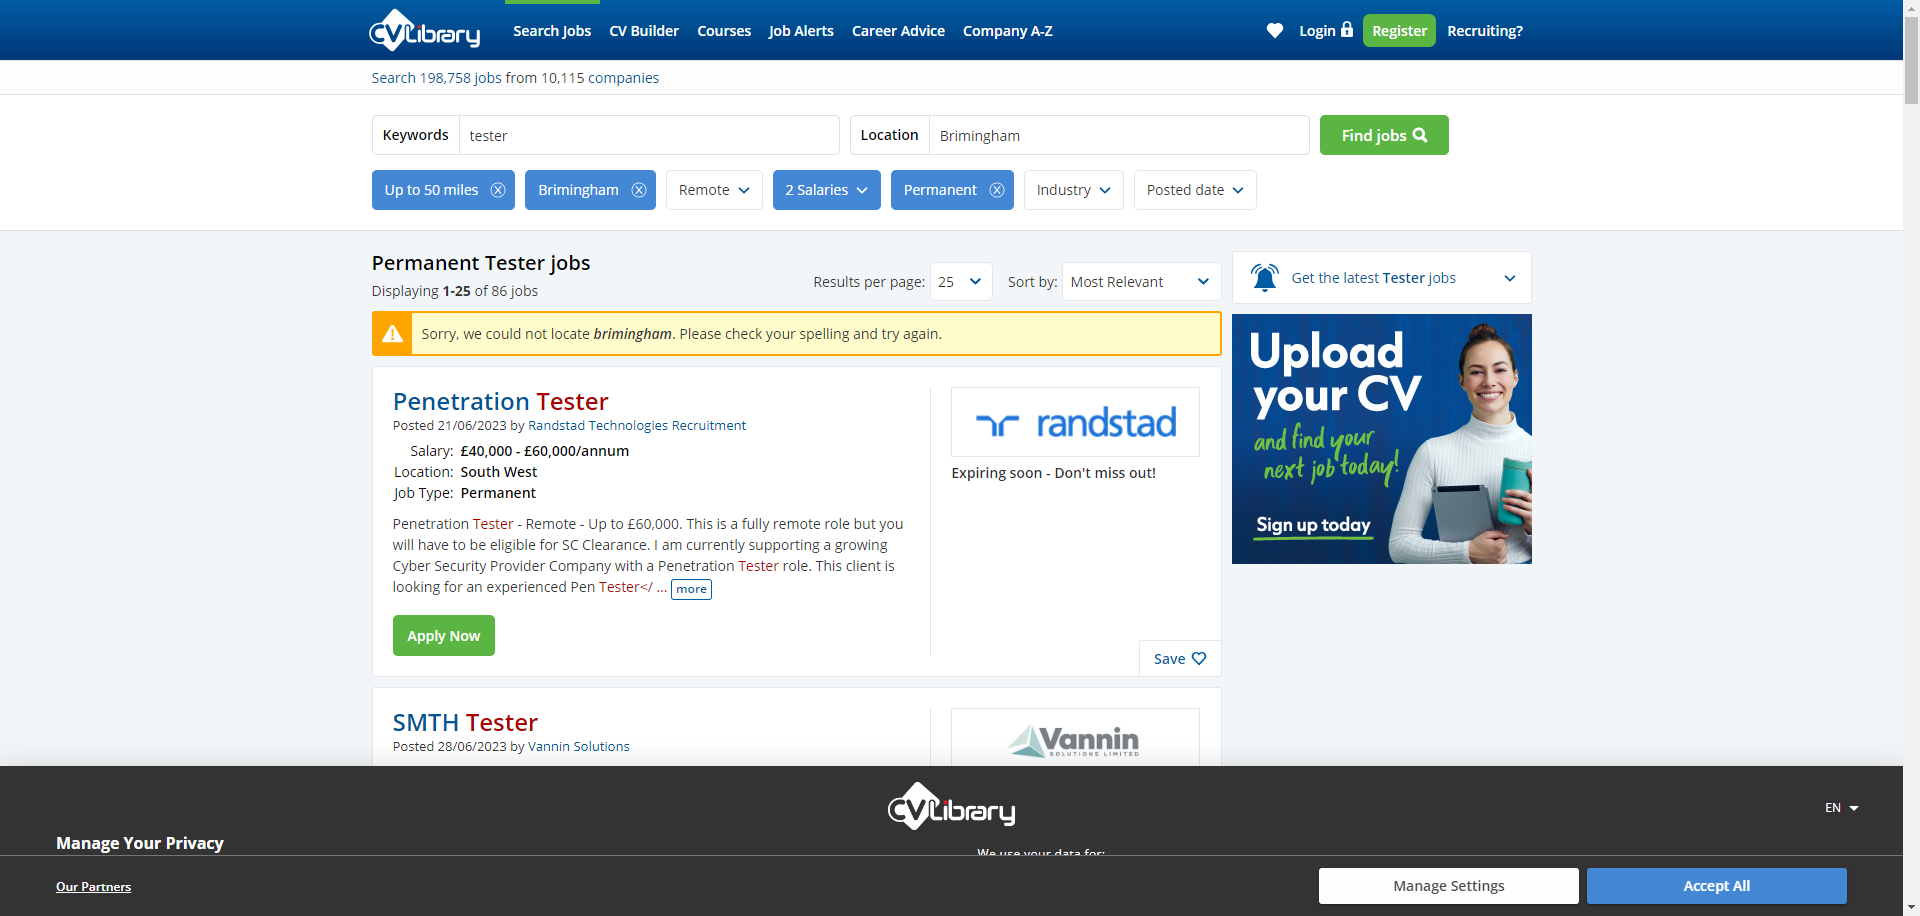 CVLibrary
Search Jobs
CV Builder
Courses
Job Alerts
Career Advice
Company A-Z
Login
Register
Recruiting?
Search 198,758 jobs from 10,115 companies
Keywords
tester
Location
Brimingham
Find jobs
Up to 50 miles
Brimingham
Remote
2 Salaries
Permanent
Industry
Posted date
Permanent Tester jobs
Displaying 1-25 of 86 jobs
Results per page: 25
Sort by: Most Relevant
Get the latest Tester jobs
Sorry, we could not locate brimingham. Please check your spelling and try again.
Penetration Tester
Posted 21/06/2023 by Randstad Technologies Recruitment
Salary: £40,000 - £60,000/annum
Location: South West
Job Type: Permanent
Penetration Tester - Remote - Up to £60,000. This is a fully remote role but you
will have to be eligible for SC Clearance. I am currently supporting a growing
Cyber Security Provider Company with a Penetration Tester role. This client is
looking for an experienced Pen Tester</ ... more
Apply Now
randstad
Expiring soon - Don't miss out!
Save
Upload
your CV
and find your
next job today!
Sign up today
SMTH Tester
Posted 28/06/2023 by Vannin Solutions
Vannin
SOLUTIONS LIMITED
CVLibrary
EN
Manage Your Privacy
We use your data for:
Our Partners
Manage Settings
Accept All